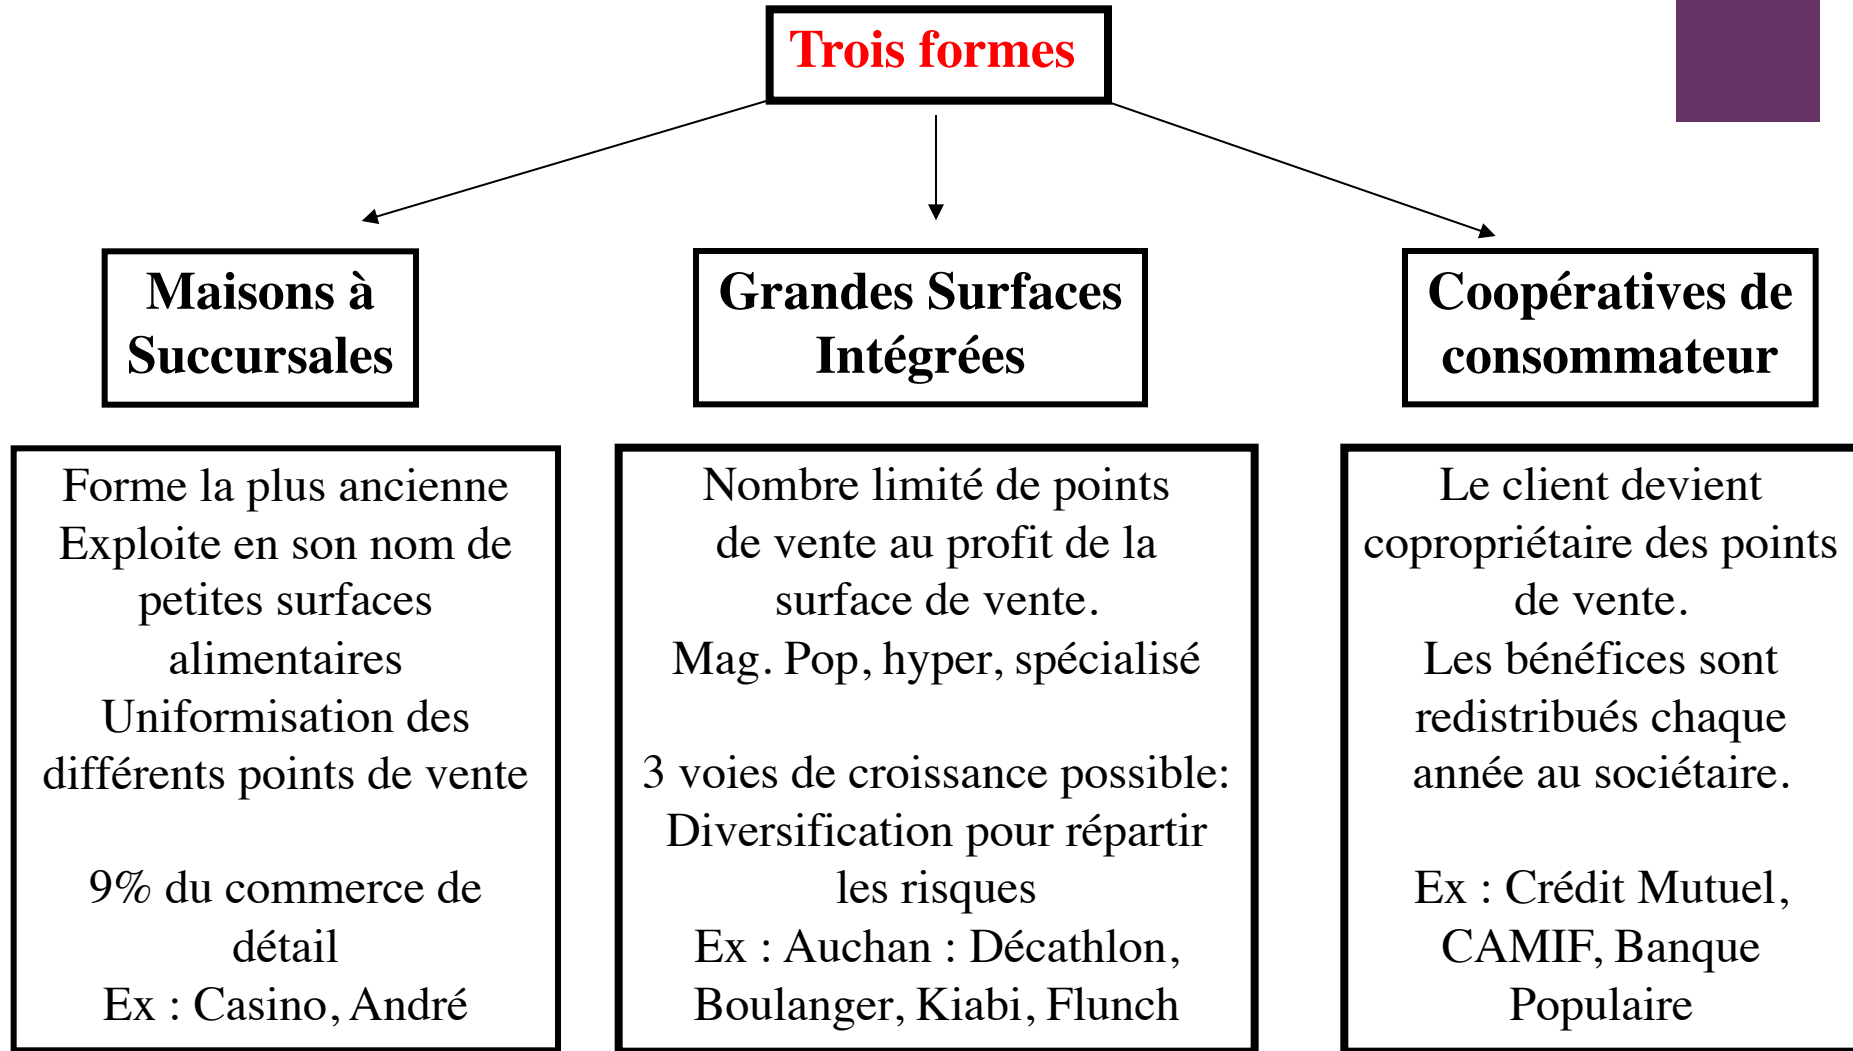 Trois formes
Maisons à
Succursales
Grandes Surfaces
Intégrées
Coopératives de
consommateur
Forme la plus ancienne
Exploite en son nom de
petites surfaces
alimentaires
Uniformisation des
différents points de vente
9% du commerce de
détail
Ex : Casino, André
Nombre limité de points
de vente au profit de la
surface de vente.
Mag. Pop, hyper, spécialisé
3 voies de croissance possible:
Diversification pour répartir
les risques
Ex : Auchan : Décathlon,
Boulanger, Kiabi, Flunch
Le client devient
copropriétaire des points
de vente.
Les bénéfices sont
redistribués chaque
année au sociétaire.
Ex : Crédit Mutuel,
CAMIF, Banque
Populaire